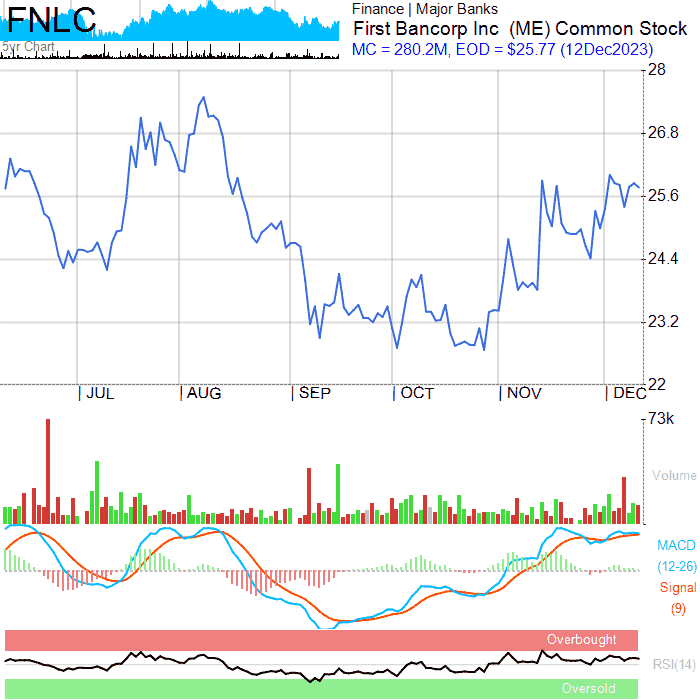 FNLC
5yr Chart
Finance | Major Banks
First Bancorp Inc (ME) Common Stock
MC = 280.2M, EOD = $25.77 (12Dec2023)
28
26.8
25.6
24.4
23.2
22
JUL AUG SEP OCT NOV DEC
73k
Volume
MACD
(12-26)
Signal
(9)
Overbought
RSI(14)
Oversold